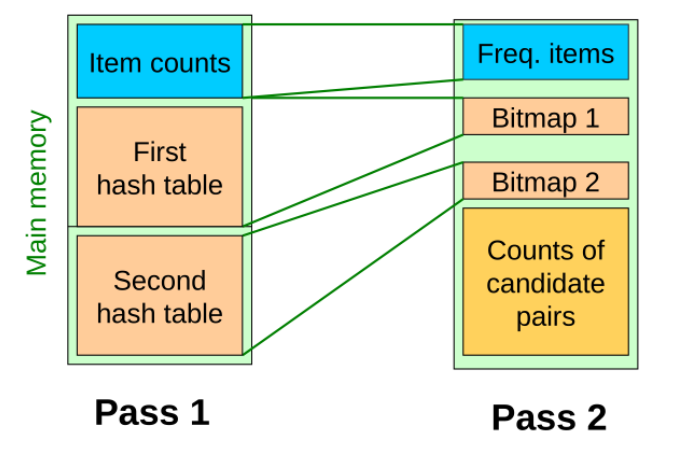 Main memory
Item counts
First
hash table
Second
hash table
Pass 1
Freq. items
Bitmap 1
Bitmap 2
Counts of
candidate
pairs
Pass 2